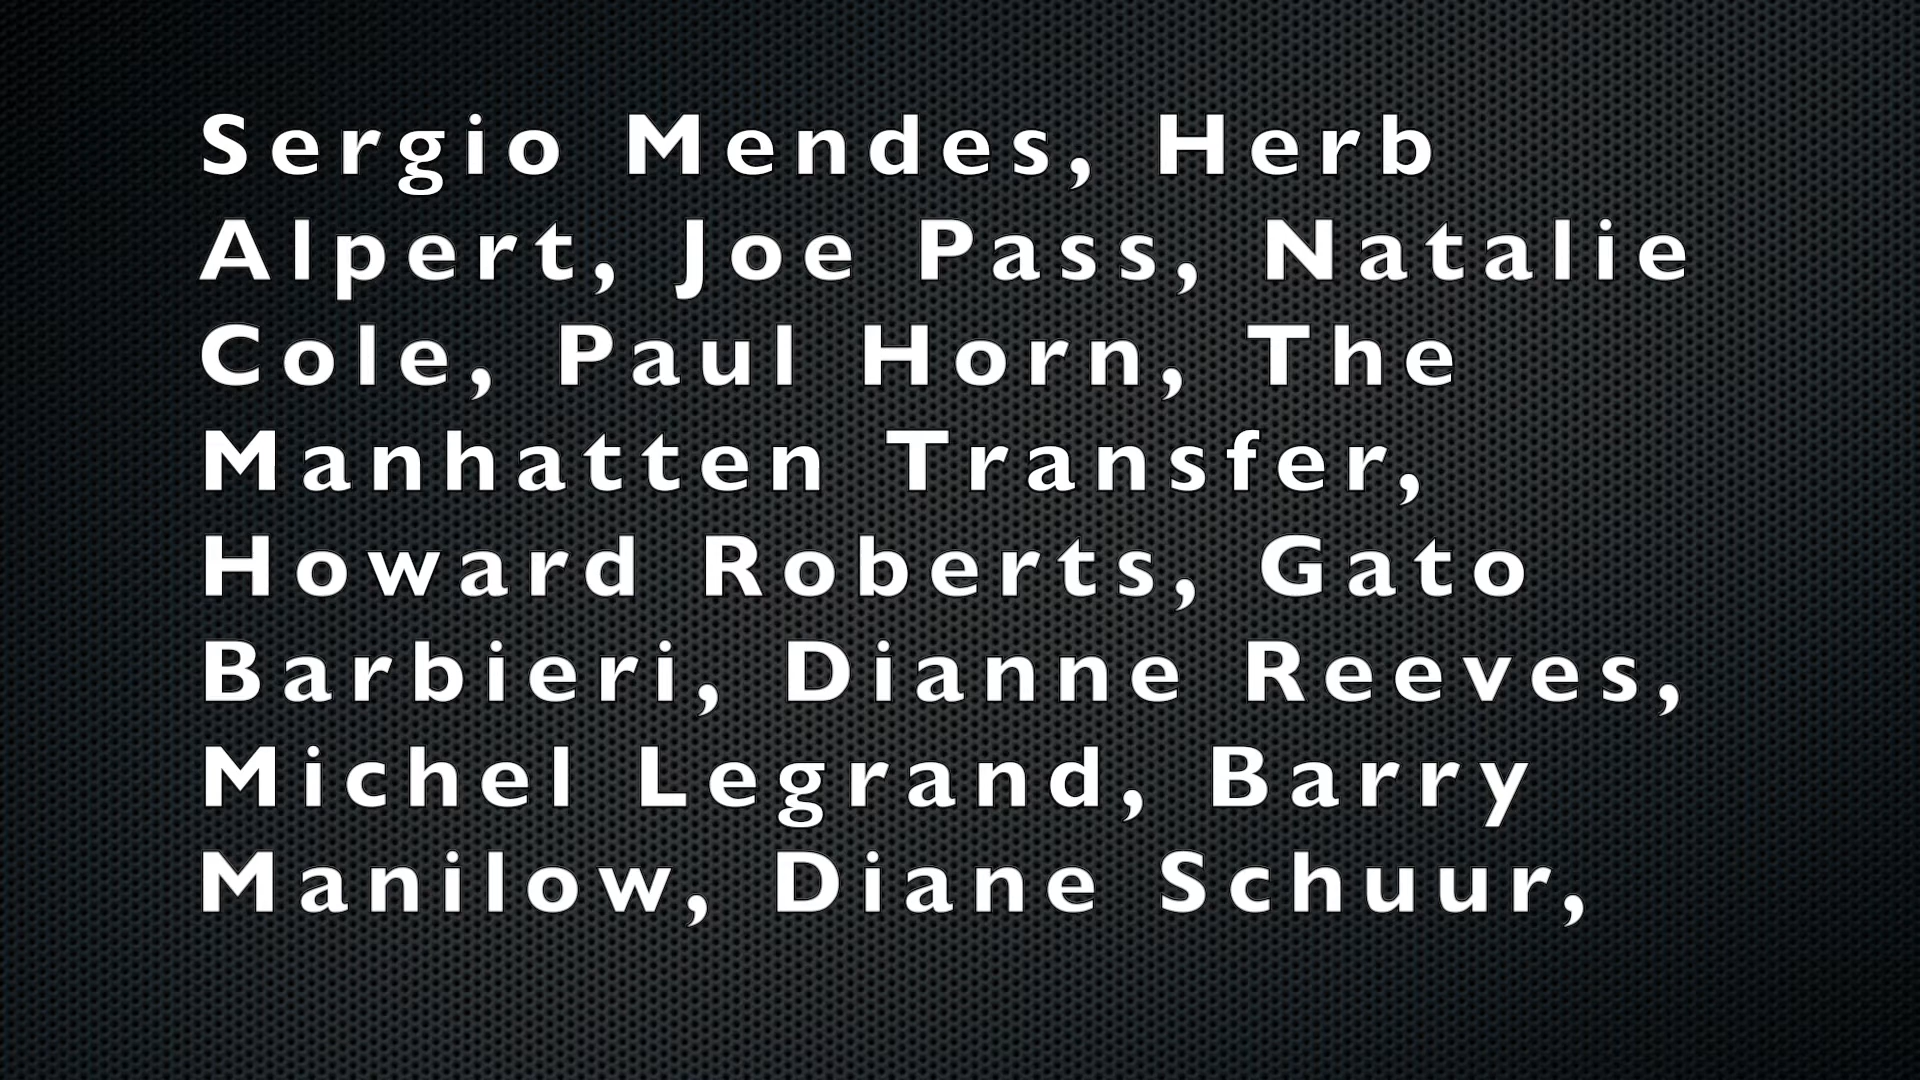 Sergio Mendes, Herb
Alpert, Joe Pass, Natalie
Cole, Paul Horn, The
Manhatten Transfer,
Howard Roberts, Gato
Barbieri, Dianne Reeves,
Michel Legrand, Barry
Manilow, Diane Schuur,